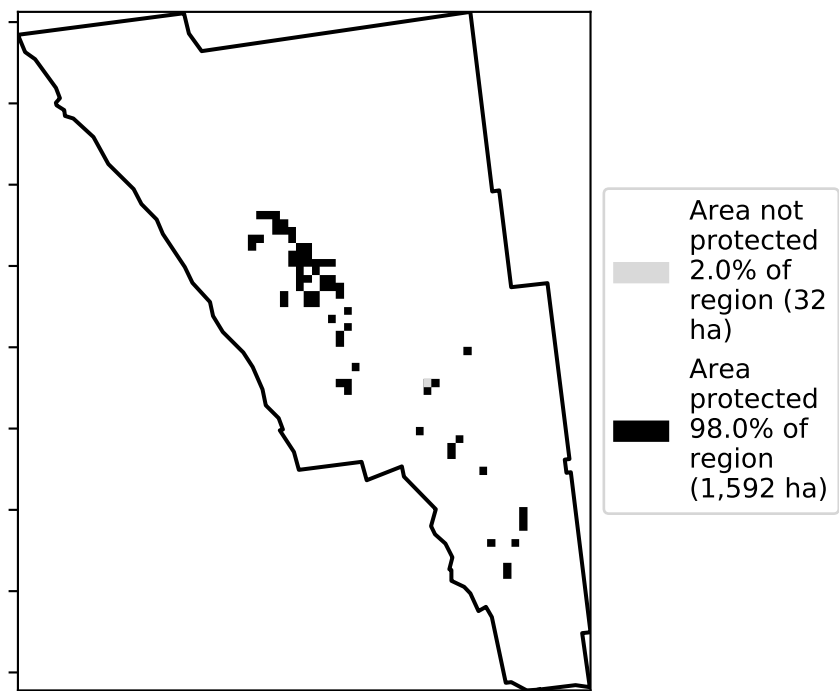 Area not
protected
2.0% of
region (32
ha)
Area
protected
98.0% of
region
(1,592 ha)